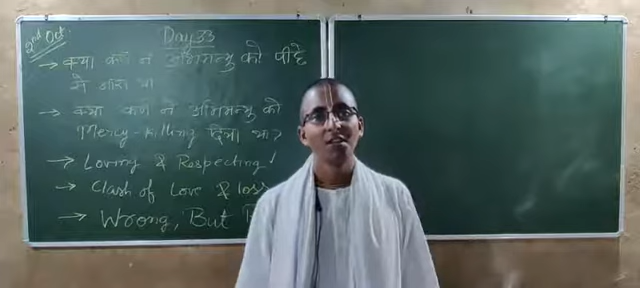 2nd Oct.
Day 33
→ क्या कर्ण ने अभिमन्यु को पीछे
से मारा था
→ क्या कर्ण ने अभिमन्यु को
Mercy-killing दिया था?
→ Loving & Respecting!
→ Clash of Love & loss
→ Wrong, But